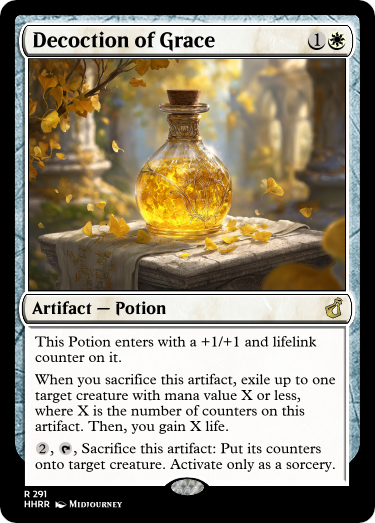 Decoction of Grace 1
Artifact — Potion
This Potion enters with a +1/+1 and lifelink
counter on it.
When you sacrifice this artifact, exile up to one
target creature with mana value X or less,
where X is the number of counters on this
artifact. Then, you gain X life.
2, , Sacrifice this artifact: Put its counters
onto target creature. Activate only as a sorcery.
R 291
HHRR Midjourney